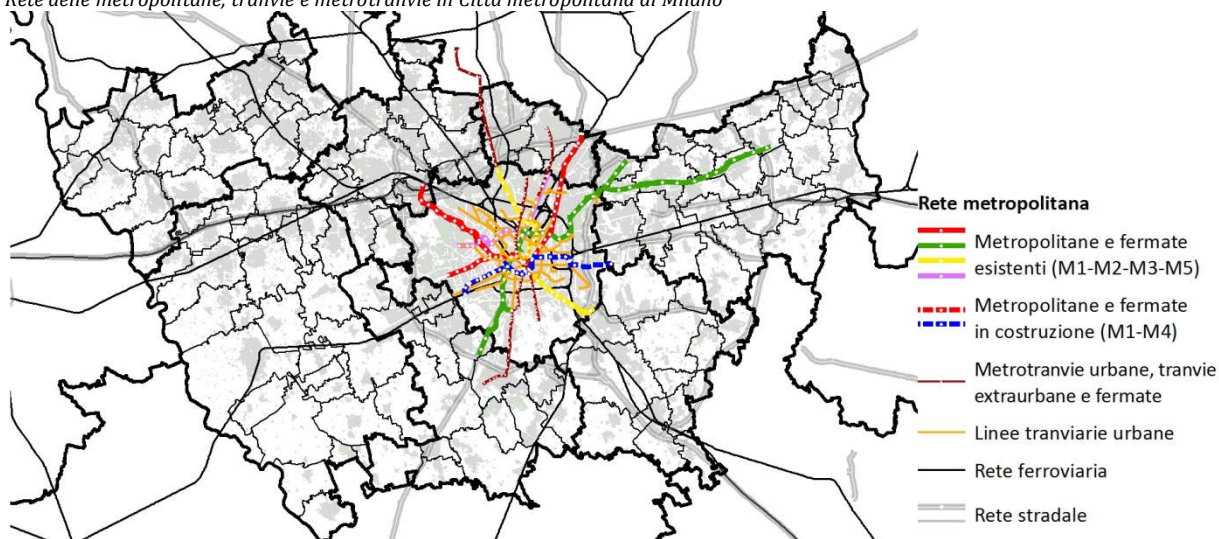 Rete delle metropolitane, tranvie e metrotranvie in Città metropolitana di Milano
Rete metropolitana
Metropolitane e fermate
esistenti (M1-M2-M3-M5)
Metropolitane e fermate
in costruzione (M1-M4)
Metrotranvie urbane, tranvie
extraurbane e fermate
Linee tranviarie urbane
Rete ferroviaria
Rete stradale